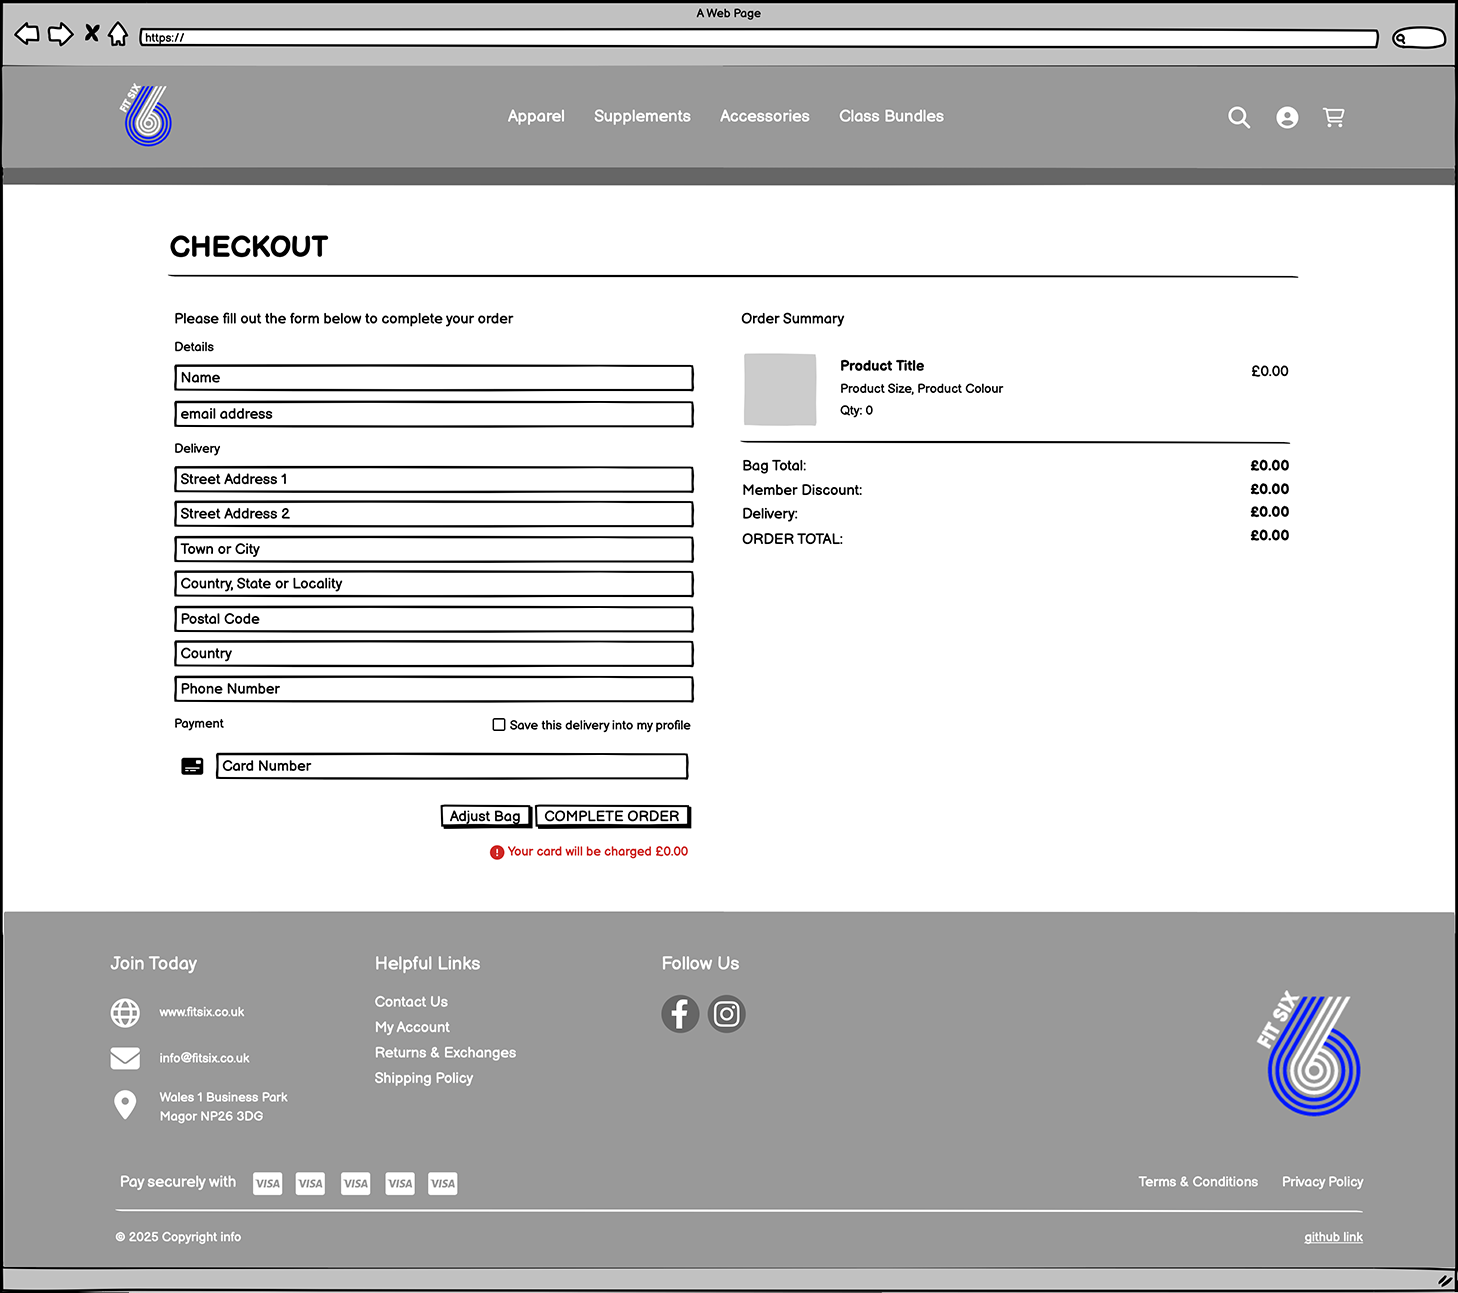 A Web Page
https://
FIT SIX
Apparel Supplements Accessories Class Bundles
CHECKOUT
Please fill out the form below to complete your order
Details
Name
email address
Delivery
Street Address 1
Street Address 2
Town or City
Country, State or Locality
Postal Code
Country
Phone Number
Payment
Save this delivery into my profile
Card Number
Adjust Bag
COMPLETE ORDER
Your card will be charged £0.00
Order Summary
Product Title
£0.00
Product Size, Product Colour
Qty: 0
Bag Total: £0.00
Member Discount: £0.00
Delivery: £0.00
ORDER TOTAL: £0.00
Join Today
www.fitsix.co.uk
info@fitsix.co.uk
Wales 1 Business Park
Magor NP26 3DG
Helpful Links
Contact Us
My Account
Returns & Exchanges
Shipping Policy
Follow Us
FIT SIX
Pay securely with VISA VISA VISA VISA VISA
Terms & Conditions Privacy Policy
© 2025 Copyright info
github link